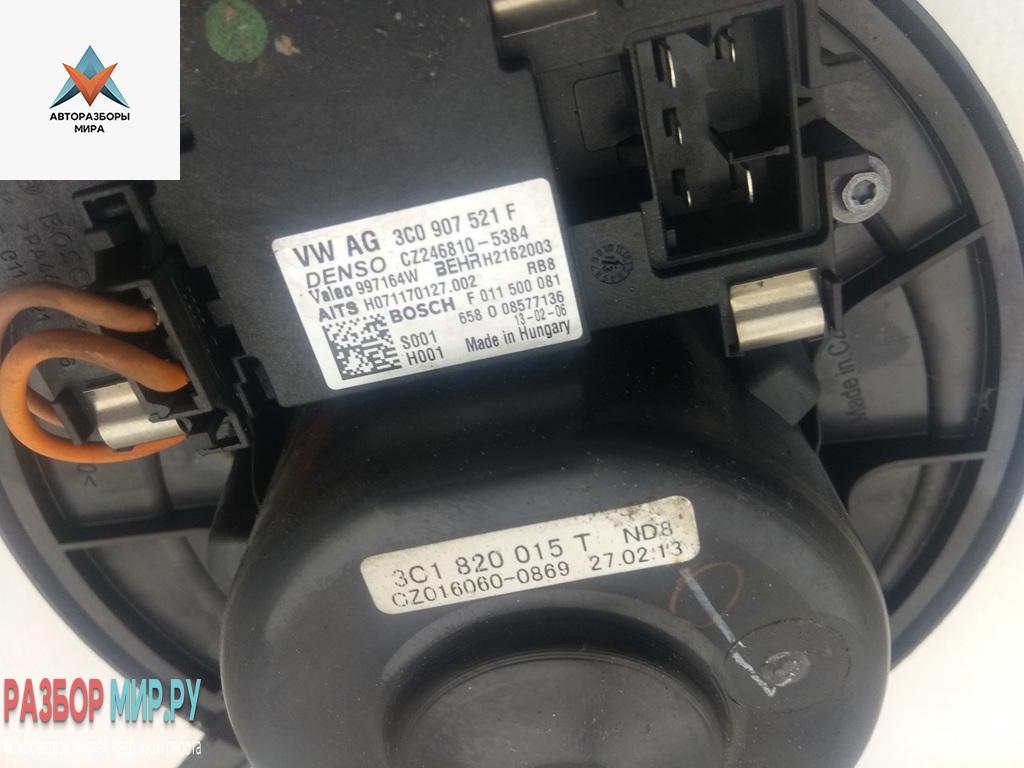 АВТОРАЗБОРЫ
МИРА
VW AG 3C0 907 521 F
DENSO CZ246810-5384
Valeo 997164W BEHR H2162003
AITS H071170127.002 RB8
BOSCH F 011 500 081
658 0 08577136
S001 13-02-06
H001 Made in Hungary
BOSC
Made in C
3C1 820 015 T ND8
CZ016060-0869 27.02.13
РАЗБОР МИР.РУ